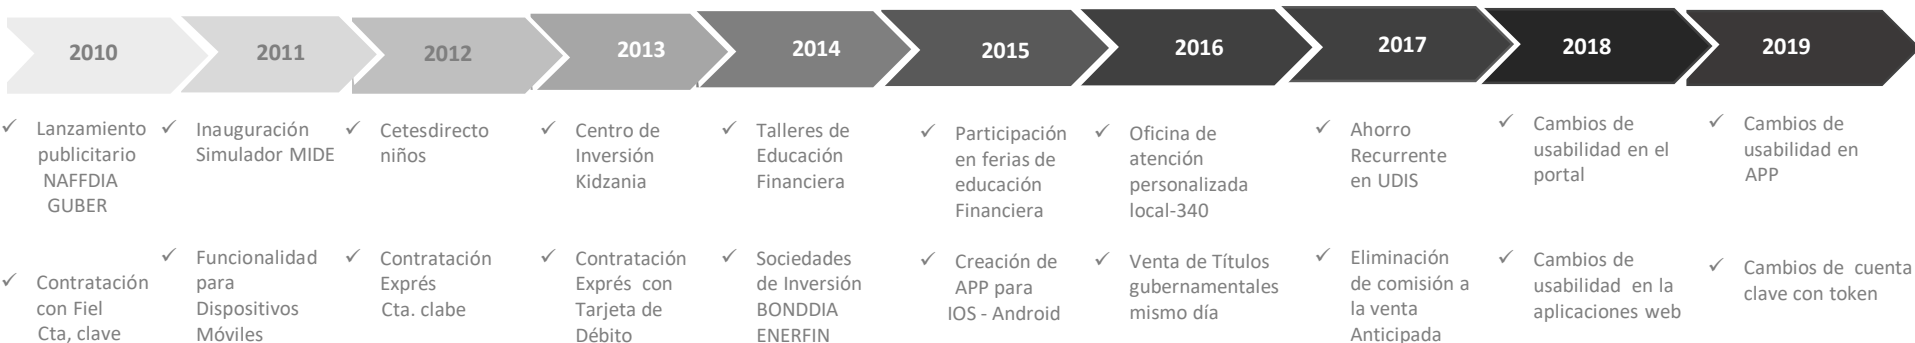 2010
2011
2012
2013
2014
2015
2016
2017
2018
2019
✓ Lanzamiento
publicitario
NAFFDIA
GUBER
✓ Contratación
con Fiel
Cta, clave
✓ Inauguración
Simulador MIDE
✓ Funcionalidad
para
Dispositivos
Móviles
✓ Cetesdirecto
niños
✓ Contratación
Exprés
Cta. clabe
✓ Centro de
Inversión
Kidzania
✓ Contratación
Exprés con
Tarjeta de
Débito
✓ Talleres de
Educación
Financiera
✓ Sociedades
de Inversión
BONDDIA
ENERFIN
✓ Participación
en ferias de
educación
Financiera
✓ Creación de
APP para
IOS - Android
✓ Oficina de
atención
personalizada
local-340
✓ Venta de Títulos
gubernamentales
mismo día
✓ Ahorro
Recurrente
en UDIS
✓ Eliminación
de comisión a
la venta
Anticipada
✓ Cambios de
usabilidad en el
portal
✓ Cambios de
usabilidad en la
aplicaciones web
✓ Cambios de
usabilidad en
APP
✓ Cambios de cuenta
clave con token